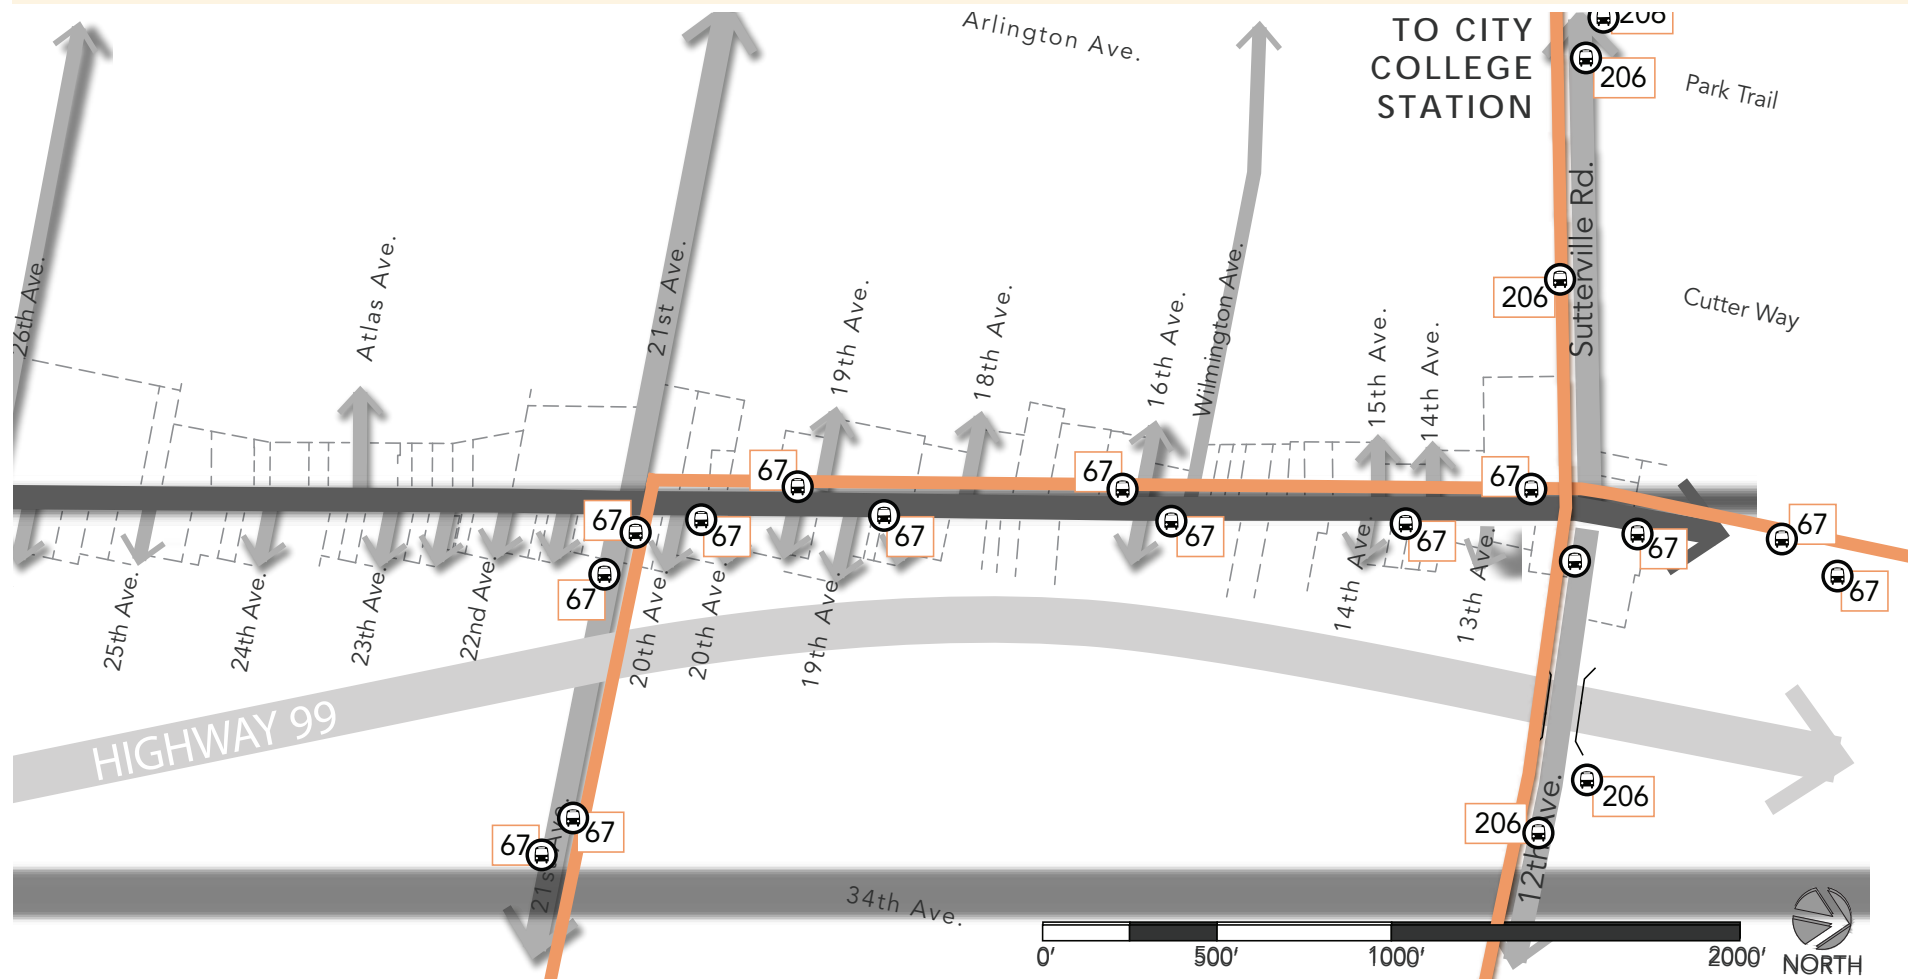 Arlington Ave.
TO CITY
COLLEGE
STATION
206
206
Park Trail
Sutterville Rd.
206
Cutter Way
26th Ave.
Atlas Ave.
21st Ave.
19th Ave.
18th Ave.
16th Ave.
Wilmington Ave.
15th Ave.
14th Ave.
67
67
67
67
67
67
67
67
67
67
67
67
25th Ave.
24th Ave.
23th Ave.
22nd Ave.
20th Ave.
20th Ave.
19th Ave.
14th Ave.
13th Ave.
HIGHWAY 99
67
67
21st Ave.
206
206
12th Ave.
34th Ave.
0' 500' 1000' 2000'
NORTH